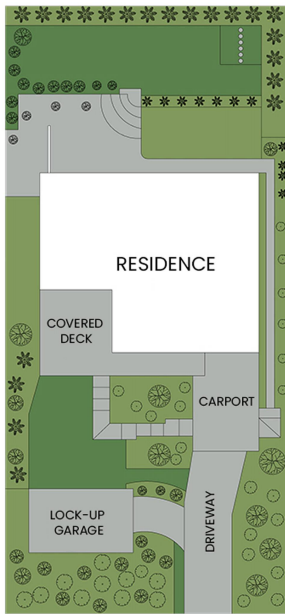 RESIDENCE
COVERED
DECK
CARPORT
LOCK-UP
GARAGE
DRIVEWAY